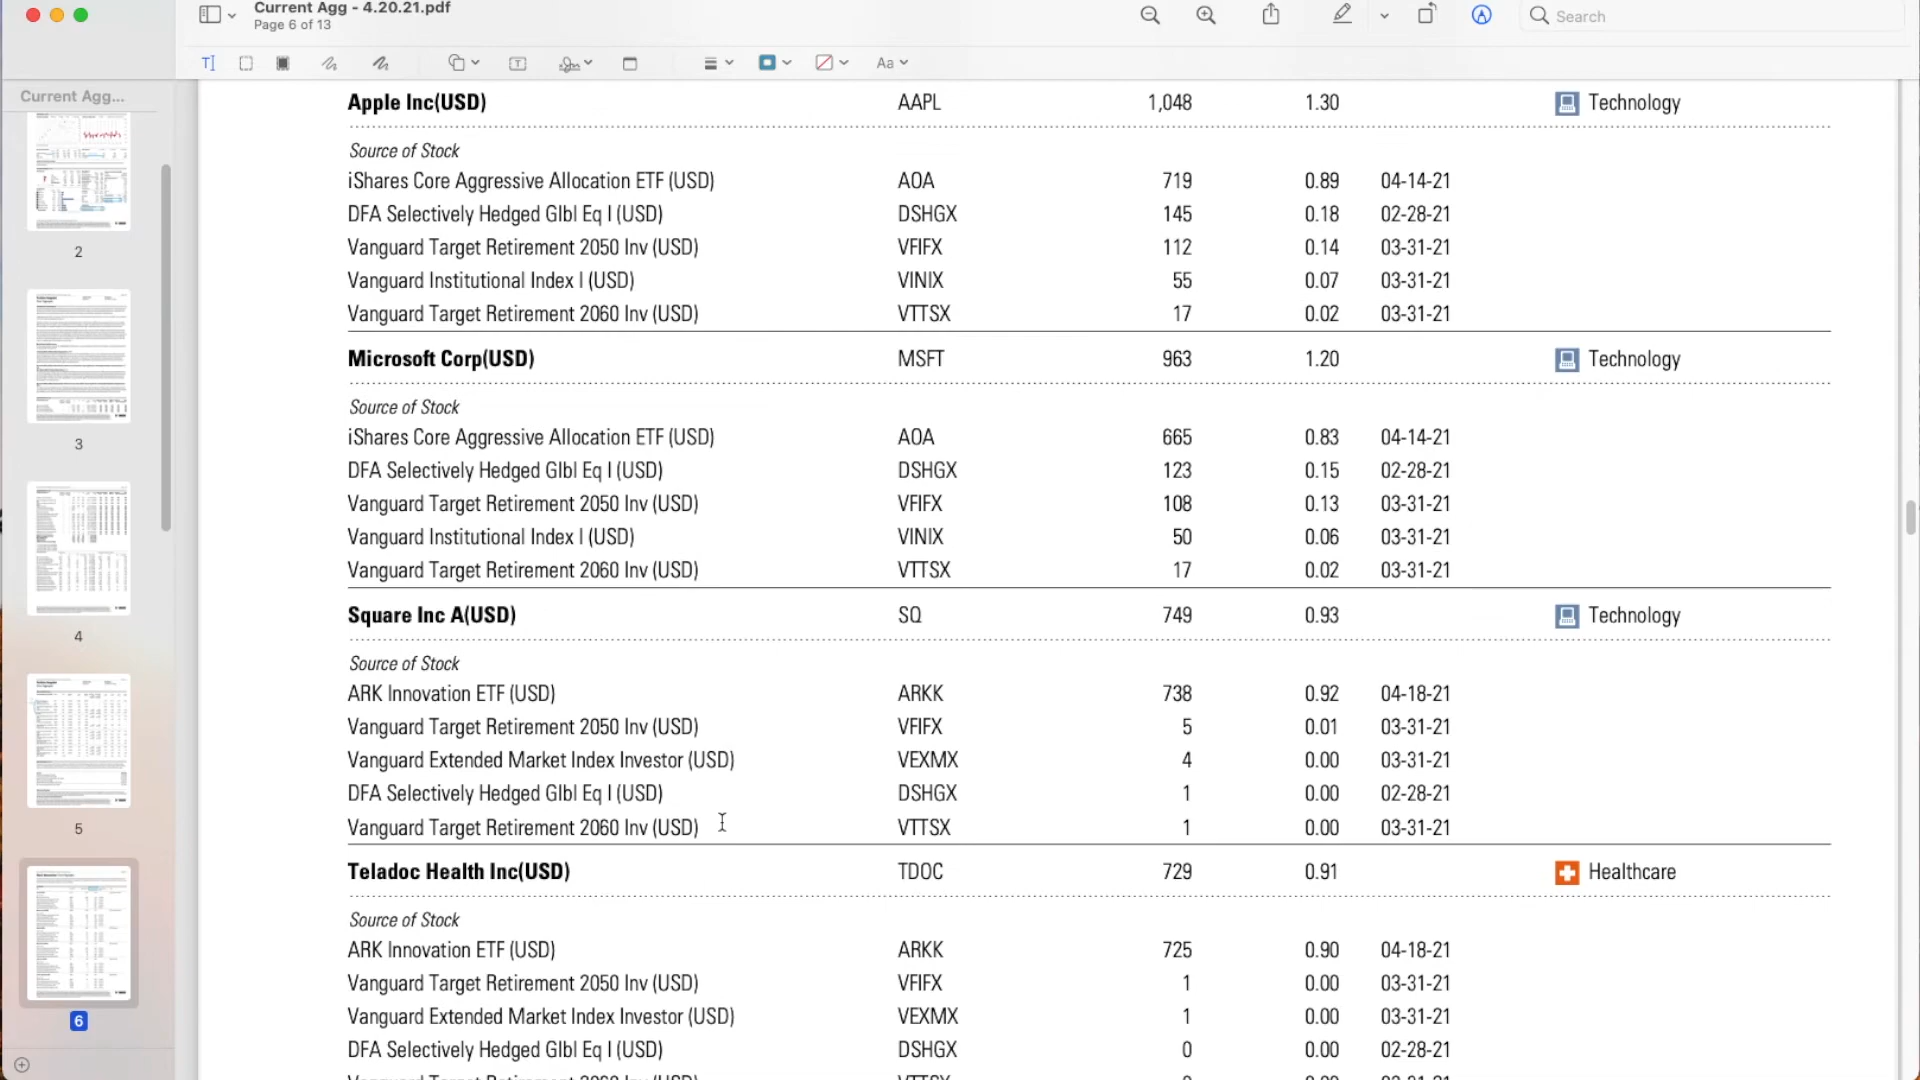 Current Agg - 4.20.21.pdf
Page 6 of 13
Search
Aa
Current Agg...
2
3
4
5
6
Apple Inc(USD) AAPL 1,048 1.30 Technology
Source of Stock
iShares Core Aggressive Allocation ETF (USD) AOA 719 0.89 04-14-21
DFA Selectively Hedged Glbl Eq I (USD) DSHGX 145 0.18 02-28-21
Vanguard Target Retirement 2050 Inv (USD) VFIFX 112 0.14 03-31-21
Vanguard Institutional Index I (USD) VINIX 55 0.07 03-31-21
Vanguard Target Retirement 2060 Inv (USD) VTTSX 17 0.02 03-31-21
Microsoft Corp(USD) MSFT 963 1.20 Technology
Source of Stock
iShares Core Aggressive Allocation ETF (USD) AOA 665 0.83 04-14-21
DFA Selectively Hedged Glbl Eq I (USD) DSHGX 123 0.15 02-28-21
Vanguard Target Retirement 2050 Inv (USD) VFIFX 108 0.13 03-31-21
Vanguard Institutional Index I (USD) VINIX 50 0.06 03-31-21
Vanguard Target Retirement 2060 Inv (USD) VTTSX 17 0.02 03-31-21
Square Inc A(USD) SQ 749 0.93 Technology
Source of Stock
ARK Innovation ETF (USD) ARKK 738 0.92 04-18-21
Vanguard Target Retirement 2050 Inv (USD) VFIFX 5 0.01 03-31-21
Vanguard Extended Market Index Investor (USD) VEXMX 4 0.00 03-31-21
DFA Selectively Hedged Glbl Eq I (USD) DSHGX 1 0.00 02-28-21
Vanguard Target Retirement 2060 Inv (USD) VTTSX 1 0.00 03-31-21
Teladoc Health Inc(USD) TDOC 729 0.91 Healthcare
Source of Stock
ARK Innovation ETF (USD) ARKK 725 0.90 04-18-21
Vanguard Target Retirement 2050 Inv (USD) VFIFX 1 0.00 03-31-21
Vanguard Extended Market Index Investor (USD) VEXMX 1 0.00 03-31-21
DFA Selectively Hedged Glbl Eq I (USD) DSHGX 0 0.00 02-28-21